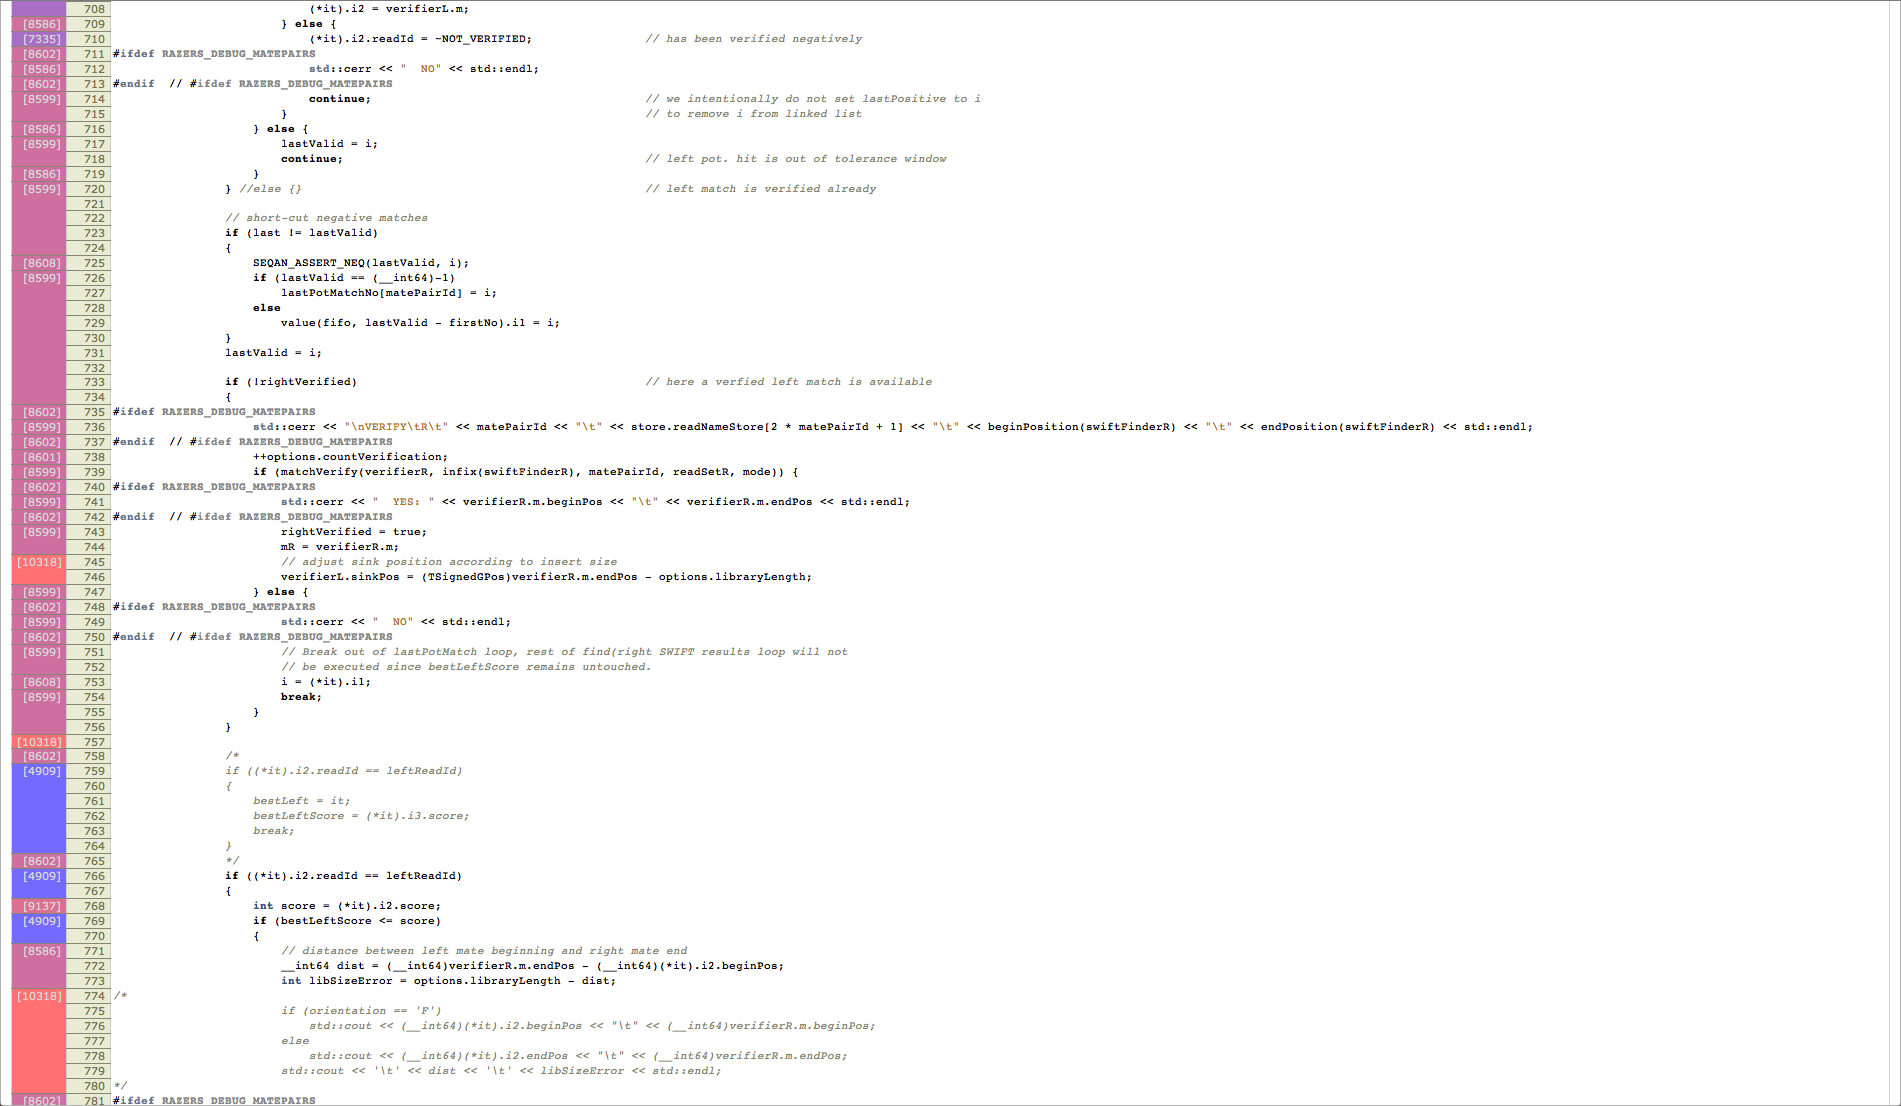 708 (*it).i2 = verifierL.m;
[8586] 709 } else {
[7335] 710 (*it).i2.readId = ~NOT_VERIFIED; // has been verified negatively
[8602] 711 #ifdef RAZERS_DEBUG_MATEPAIRS
[8586] 712 std::cerr << "  NO" << std::endl;
[8602] 713 #endif  // #ifdef RAZERS_DEBUG_MATEPAIRS
[8599] 714 continue; // we intentionally do not set lastPositive to i
715 } // to remove i from linked list
[8586] 716 } else {
[8599] 717 lastValid = i;
718 continue; // left pot. hit is out of tolerance window
[8586] 719 }
[8599] 720 } //else {} // left match is verified already
721
722 // short-cut negative matches
723 if (last != lastValid)
724 {
[8608] 725 SEQAN_ASSERT_NEQ(lastValid, i);
[8599] 726 if (lastValid == (__int64)-1)
727 lastPotMatchNo[matePairId] = i;
728 else
729 value(fifo, lastValid - firstNo).i1 = i;
730 }
731 lastValid = i;
732
733 if (!rightVerified) // here a verfied left match is available
734 {
[8602] 735 #ifdef RAZERS_DEBUG_MATEPAIRS
[8599] 736 std::cerr << "\nVERIFY\tR\t" << matePairId << "\t" << store.readNameStore[2 * matePairId + 1] << "\t" << beginPosition(swiftFinderR) << "\t" << endPosition(swiftFinderR) << std::endl;
[8602] 737 #endif  // #ifdef RAZERS_DEBUG_MATEPAIRS
[8601] 738 ++options.countVerification;
[8599] 739 if (matchVerify(verifierR, infix(swiftFinderR), matePairId, readSetR, mode)) {
[8602] 740 #ifdef RAZERS_DEBUG_MATEPAIRS
[8599] 741 std::cerr << "  YES: " << verifierR.m.beginPos << "\t" << verifierR.m.endPos << std::endl;
[8602] 742 #endif  // #ifdef RAZERS_DEBUG_MATEPAIRS
[8599] 743 rightVerified = true;
744 mR = verifierR.m;
[10318] 745 // adjust sink position according to insert size
746 verifierL.sinkPos = (TSignedGPos)verifierR.m.endPos - options.libraryLength;
[8599] 747 } else {
[8602] 748 #ifdef RAZERS_DEBUG_MATEPAIRS
[8599] 749 std::cerr << "  NO" << std::endl;
[8602] 750 #endif  // #ifdef RAZERS_DEBUG_MATEPAIRS
[8599] 751 // Break out of lastPotMatch loop, rest of find(right SWIFT results loop will not
752 // be executed since bestLeftScore remains untouched.
[8608] 753 i = (*it).i1;
[8599] 754 break;
755 }
756 }
[10318] 757
[8602] 758 /*
[4909] 759 if ((*it).i2.readId == leftReadId)
760 {
761 bestLeft = it;
762 bestLeftScore = (*it).i3.score;
763 break;
764 }
[8602] 765 */
[4909] 766 if ((*it).i2.readId == leftReadId)
767 {
[9137] 768 int score = (*it).i2.score;
[4909] 769 if (bestLeftScore <= score)
770 {
[8586] 771 // distance between left mate beginning and right mate end
772 __int64 dist = (__int64)verifierR.m.endPos - (__int64)(*it).i2.beginPos;
773 int libSizeError = options.libraryLength - dist;
[10318] 774 /*
775 if (orientation == 'F')
776 std::cout << (__int64)(*it).i2.beginPos << "\t" << (__int64)verifierR.m.beginPos;
777 else
778 std::cout << (__int64)(*it).i2.endPos << "\t" << (__int64)verifierR.m.endPos;
779 std::cout << '\t' << dist << '\t' << libSizeError << std::endl;
780 */
[8602] 781 #ifdef RAZERS_DEBUG_MATEPAIRS